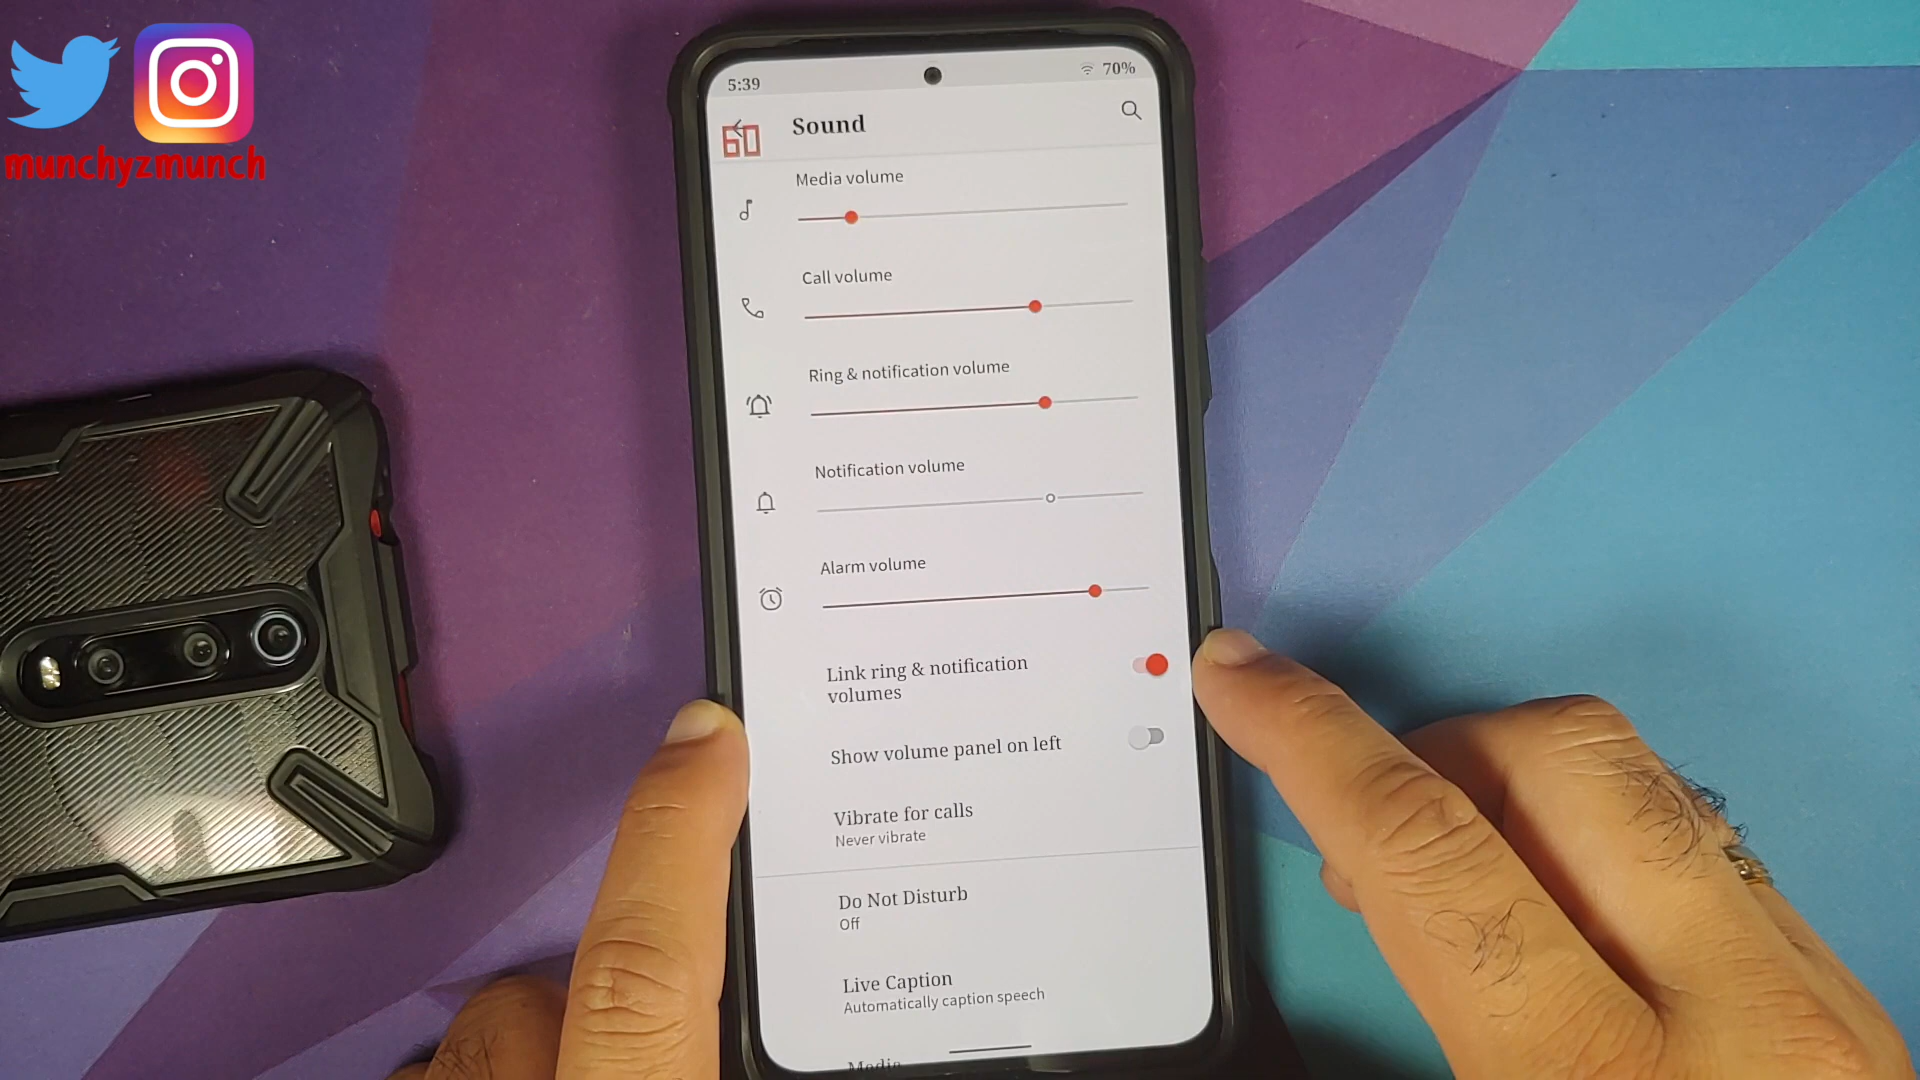 munchyzmunch
5:39
70%
60
Sound
Media volume
Call volume
Ring & notification volume
Notification volume
Alarm volume
Link ring & notification
volumes
Show volume panel on left
Vibrate for calls
Never vibrate
Do Not Disturb
Off
Live Caption
Automatically caption speech
Media